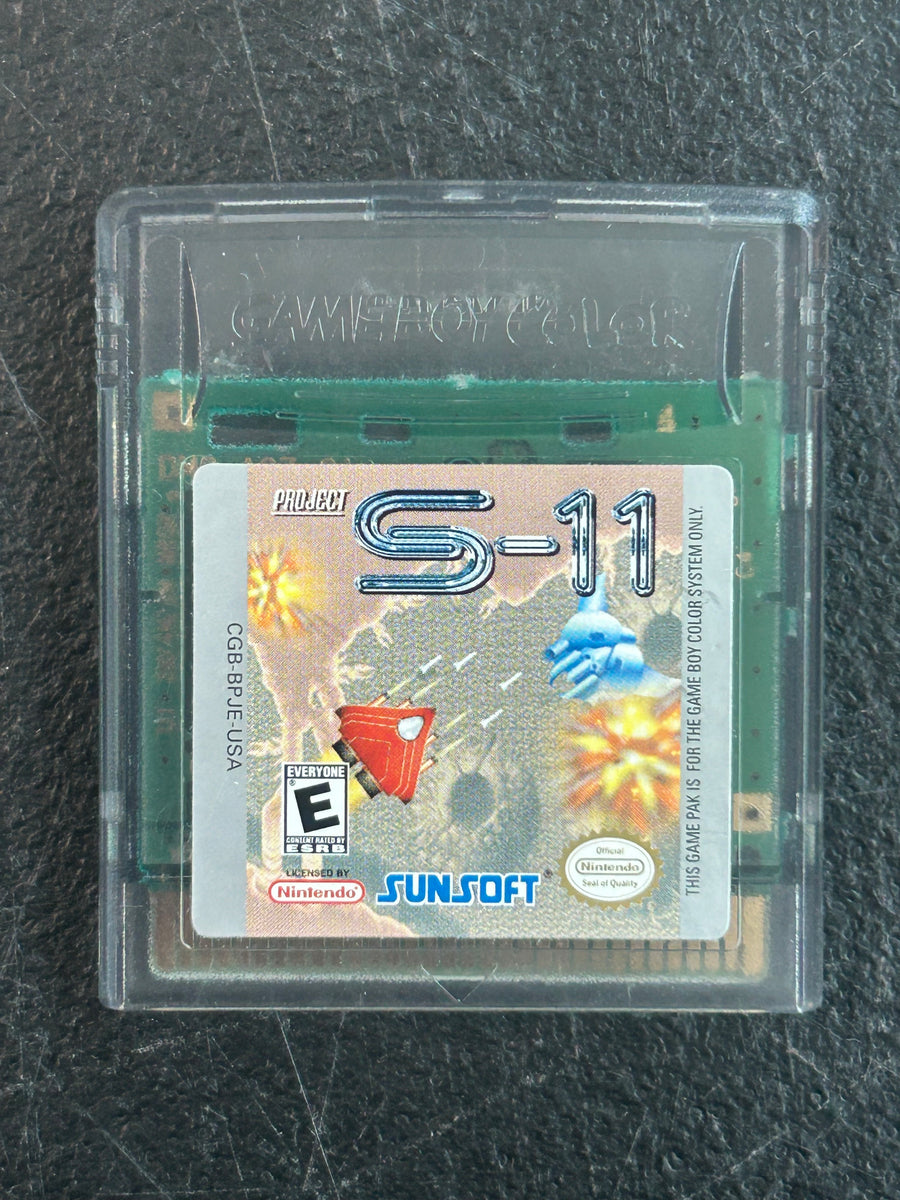 GAME BOY COLOR
PROJECT
S-11
CGB-BPJE-USA
THIS GAME PAK IS FOR THE GAME BOY COLOR SYSTEM ONLY.
EVERYONE
E
CONTENT RATED BY
ESRB
LICENSED BY
Nintendo
SUNSOFT
Official
Nintendo
Seal of Quality